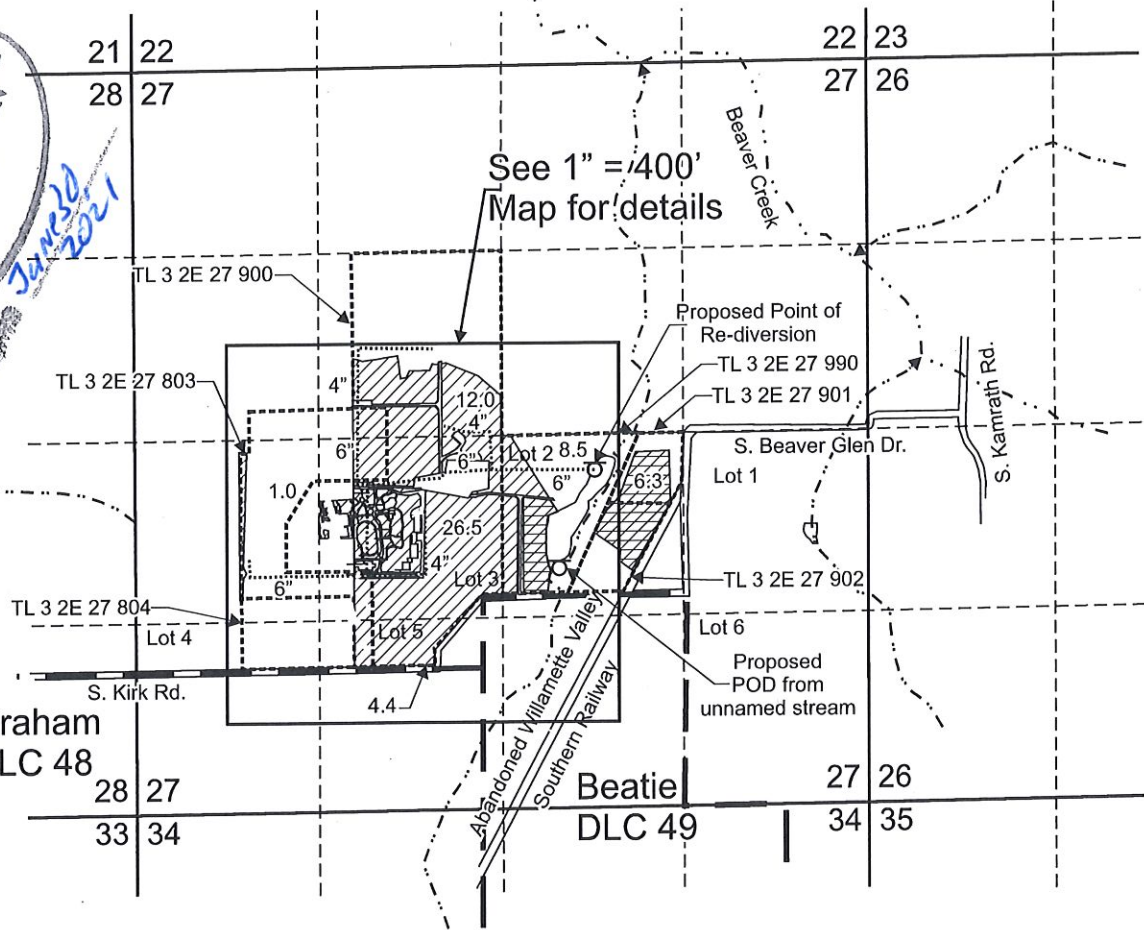 21 22
28 27
22 23
27 26
June 30
2021
Beaver Creek
See 1” = 400’
Map for details
TL 3 2E 27 900
Proposed Point of
Re-diversion
TL 3 2E 27 990
TL 3 2E 27 901
TL 3 2E 27 803
4”
12.0
4”
S. Kamrath Rd.
S. Beaver Glen Dr.
6”
6”
Lot 2 8.5
6”
6.3
Lot 1
1.0
26.5
4”
6”
Lot 3
TL 3 2E 27 902
TL 3 2E 27 804
Lot 4
Lot 5
Lot 6
Proposed
POD from
unnamed stream
S. Kirk Rd.
4.4
Abandoned Willamette Valley
Southern Railway
raham
LC 48
Beatie
DLC 49
28 27
33 34
27 26
34 35